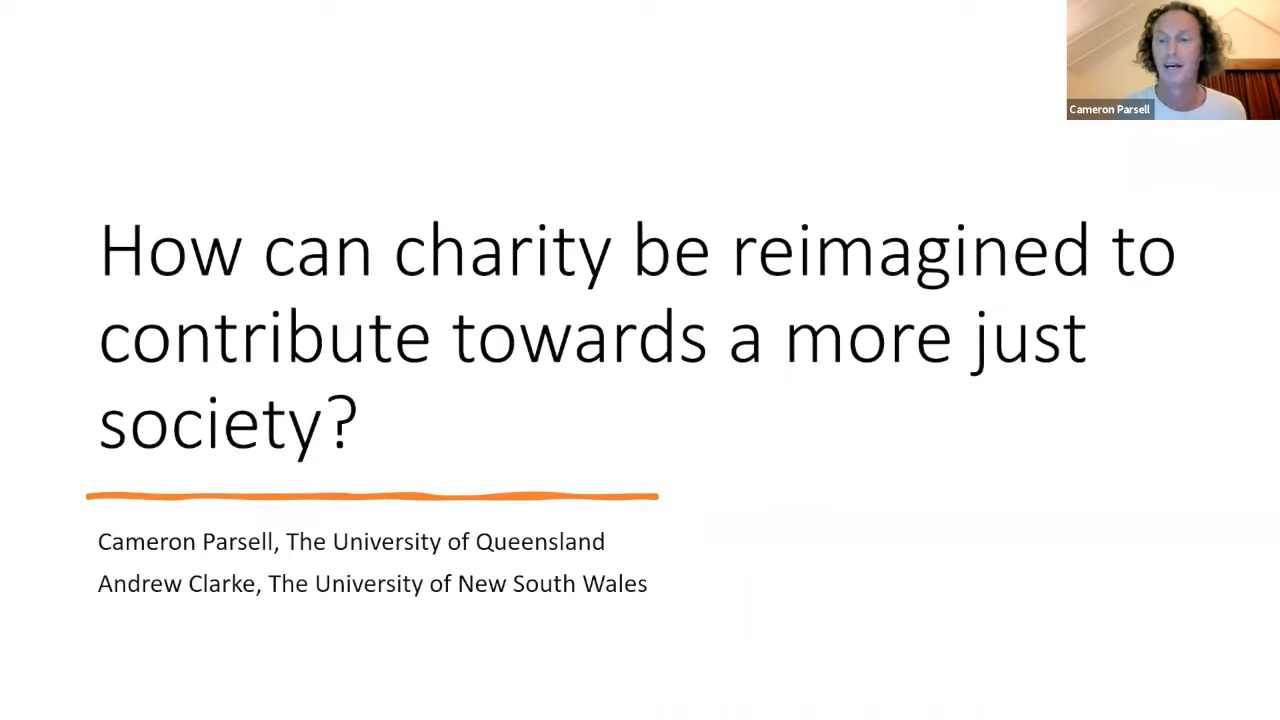 Cameron Parsell
How can charity be reimagined to
contribute towards a more just
society?
Cameron Parsell, The University of Queensland
Andrew Clarke, The University of New South Wales